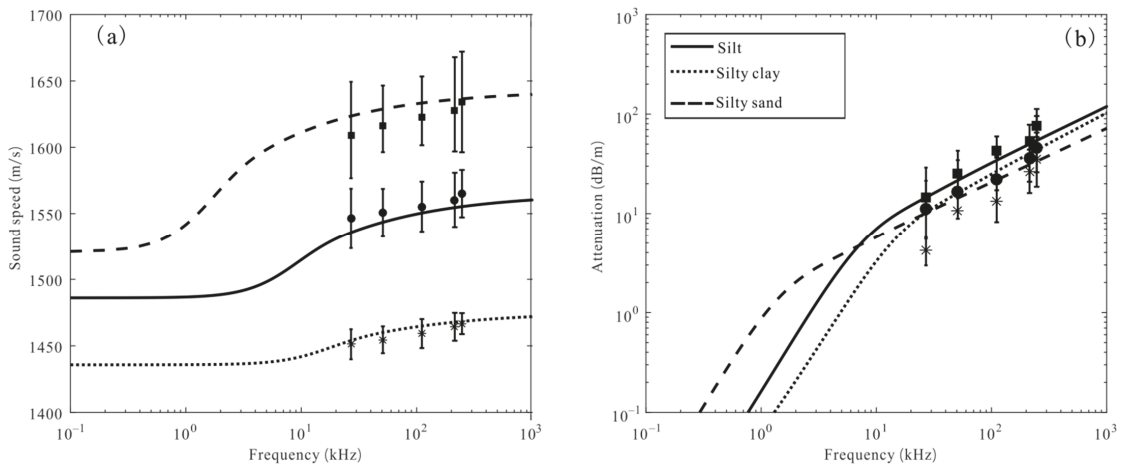 (a)
1700
1650
1600
1550
1500
1450
1400
Sound speed (m/s)
10⁻¹ 10⁰ 10¹ 10² 10³
Frequency (kHz)
(b)
Silt
Silty clay
Silty sand
10³
10²
10¹
10⁰
10⁻¹
Attenuation (dB/m)
10⁻¹ 10⁰ 10¹ 10² 10³
Frequency (kHz)